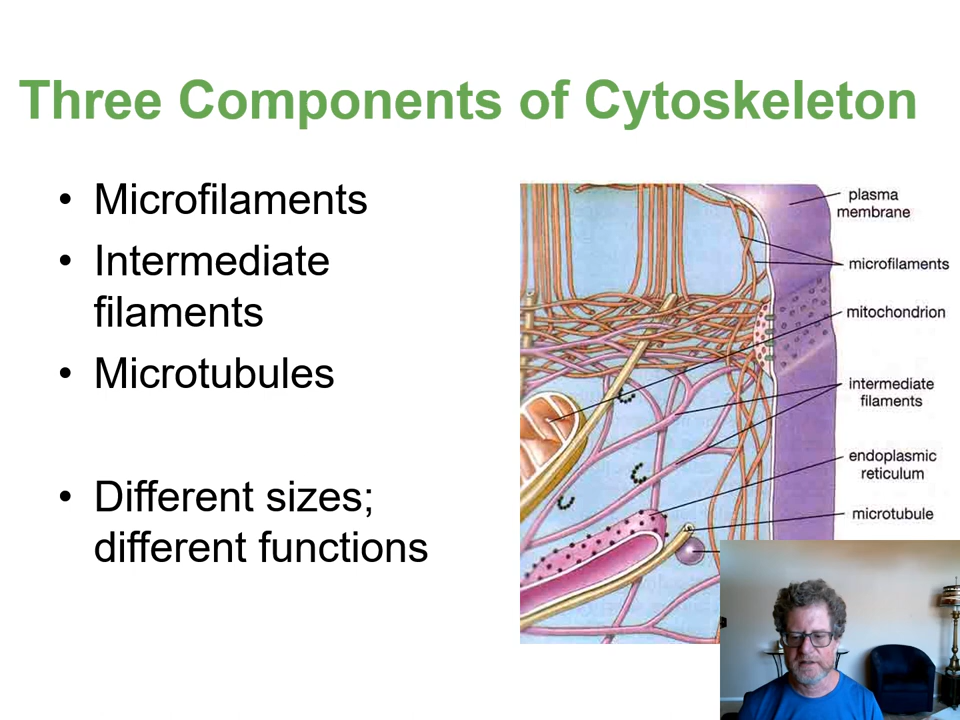 Three Components of Cytoskeleton
• Microfilaments
• Intermediate
filaments
• Microtubules
• Different sizes;
different functions
plasma
membrane
microfilaments
mitochondrion
intermediate
filaments
endoplasmic
reticulum
microtubule